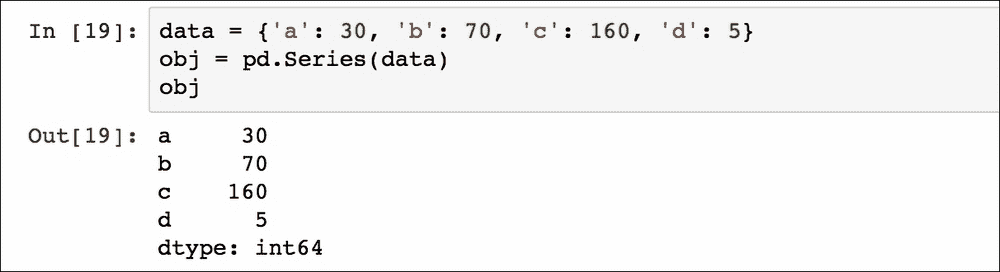 In [19]: data = {'a': 30, 'b': 70, 'c': 160, 'd': 5}
obj = pd.Series(data)
obj
Out[19]: a 30
b 70
c 160
d 5
dtype: int64